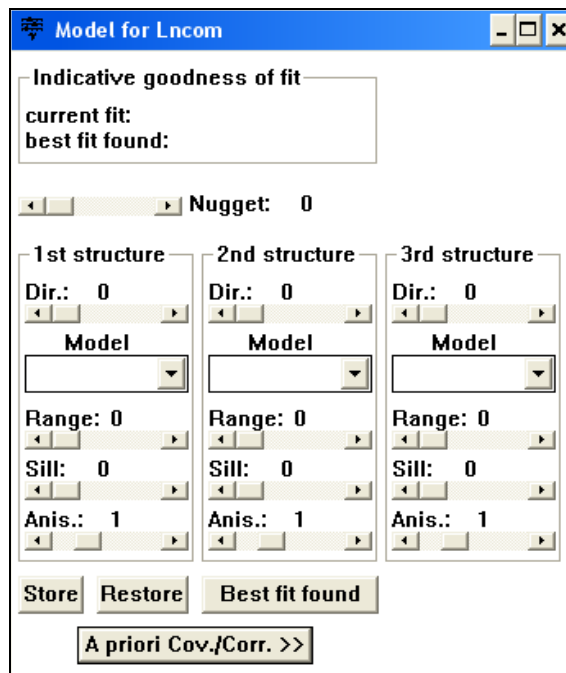 Model for Lncom
Indicative goodness of fit
current fit:
best fit found:
Nugget: 0
1st structure 2nd structure 3rd structure
Dir.: 0 Dir.: 0 Dir.: 0
Model Model Model
Range: 0 Range: 0 Range: 0
Sill: 0 Sill: 0 Sill: 0
Anis.: 1 Anis.: 1 Anis.: 1
Store Restore Best fit found
A priori Cov./Corr. >>